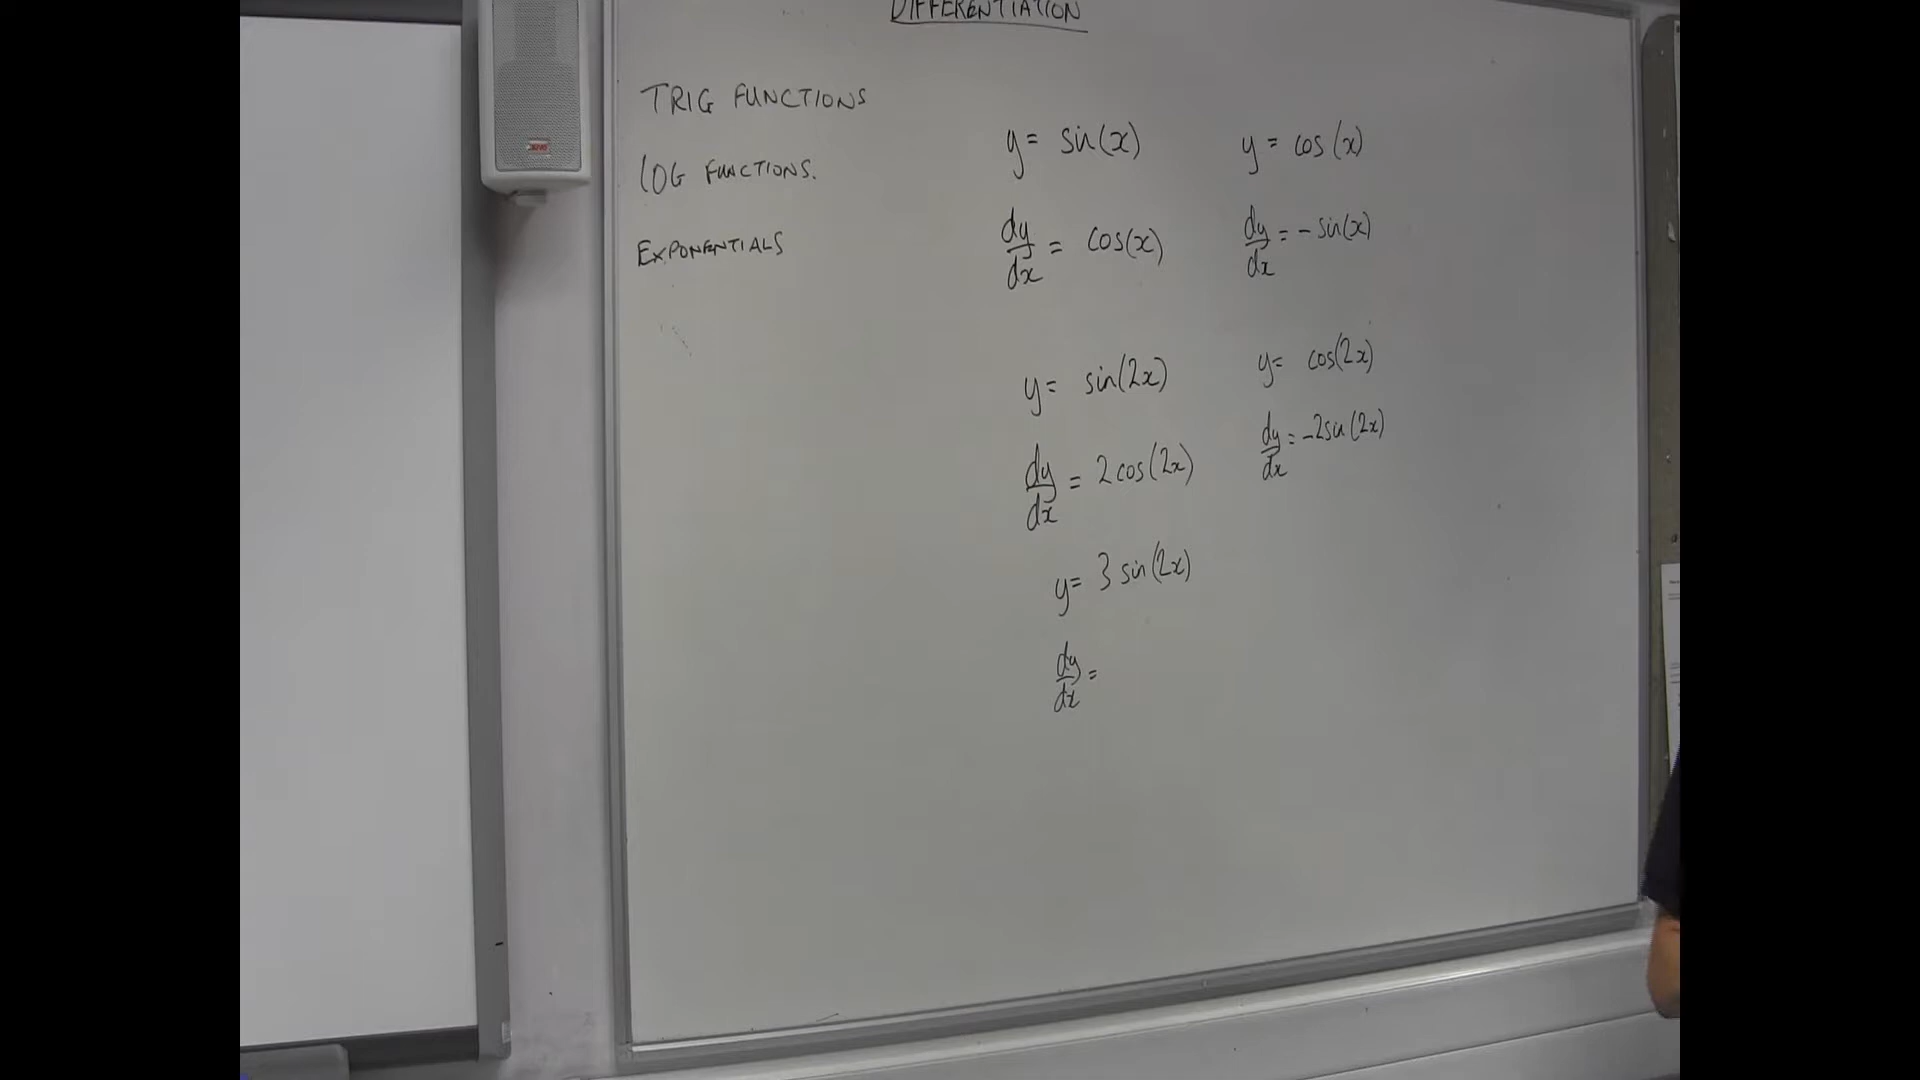 DIFFERENTIATION
TRIG FUNCTIONS
LOG FUNCTIONS.
EXPONENTIALS
y = sin(x)
dy/dx = cos(x)
y = sin(2x)
dy/dx = 2cos(2x)
y = 3 sin(2x)
dy/dx =
y = cos(x)
dy/dx = -sin(x)
y = cos(2x)
dy/dx = -2sin(2x)